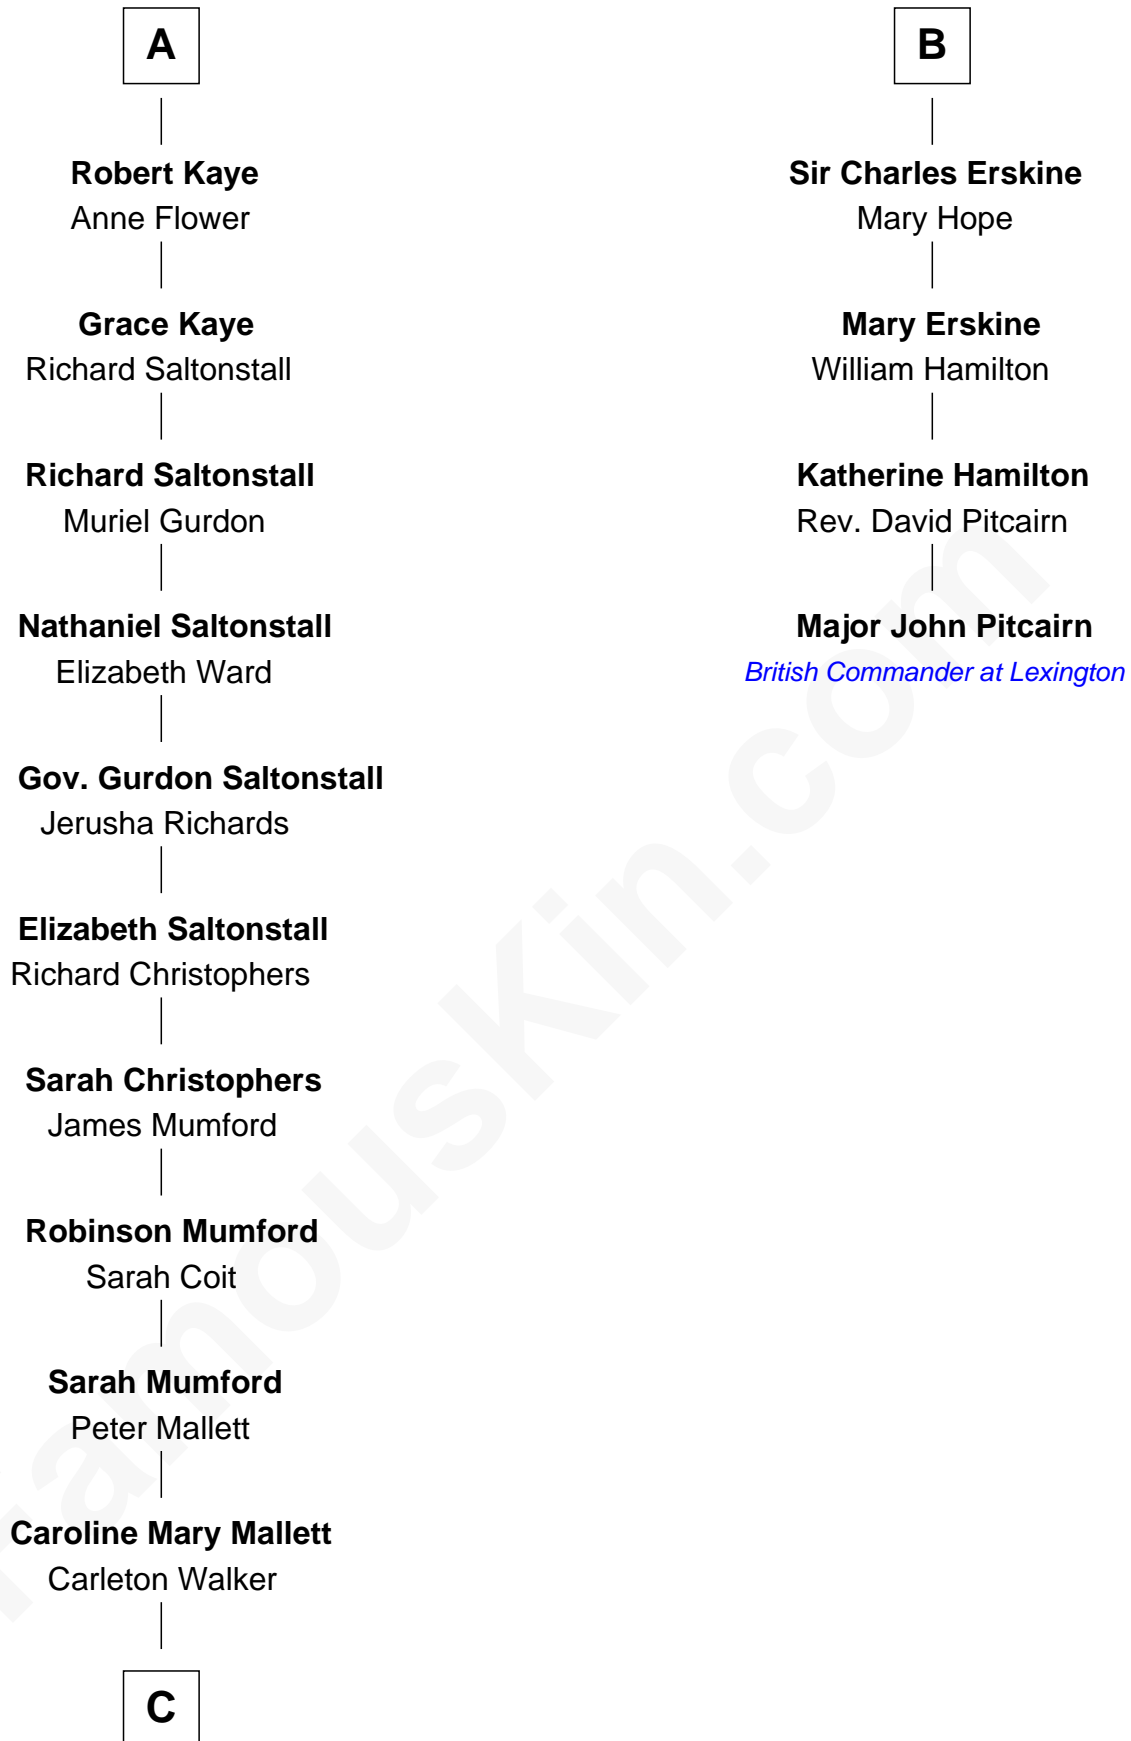 A
Robert Kaye
Anne Flower
Grace Kaye
Richard Saltonstall
Richard Saltonstall
Muriel Gurdon
Nathaniel Saltonstall
Elizabeth Ward
Gov. Gurdon Saltonstall
Jerusha Richards
Elizabeth Saltonstall
Richard Christophers
Sarah Christophers
James Mumford
Robinson Mumford
Sarah Coit
Sarah Mumford
Peter Mallett
Caroline Mary Mallett
Carleton Walker
C
B
Sir Charles Erskine
Mary Hope
Mary Erskine
William Hamilton
Katherine Hamilton
Rev. David Pitcairn
Major John Pitcairn
British Commander at Lexington
FamousKin.com